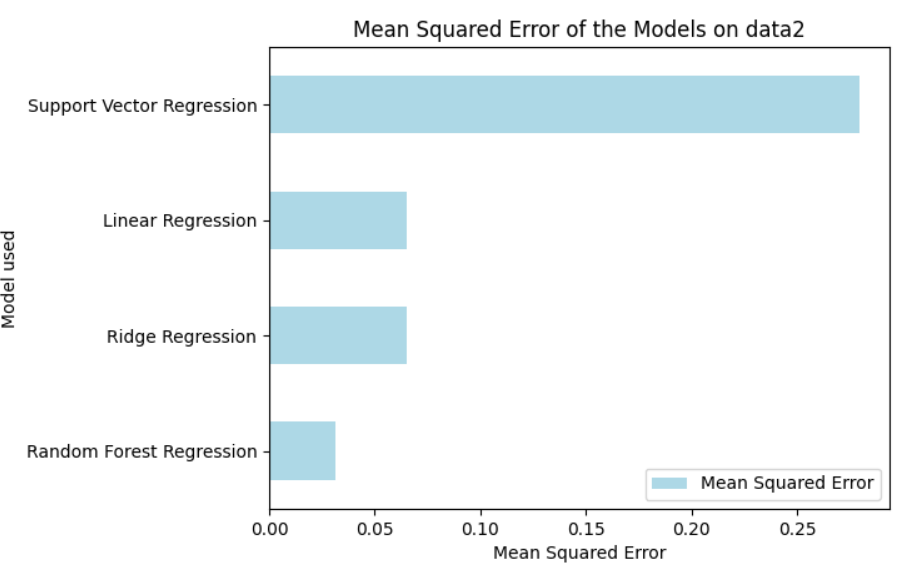 Mean Squared Error of the Models on data2
Support Vector Regression
Linear Regression
Ridge Regression
Random Forest Regression
Model used
Mean Squared Error
0.00 0.05 0.10 0.15 0.20 0.25
Mean Squared Error